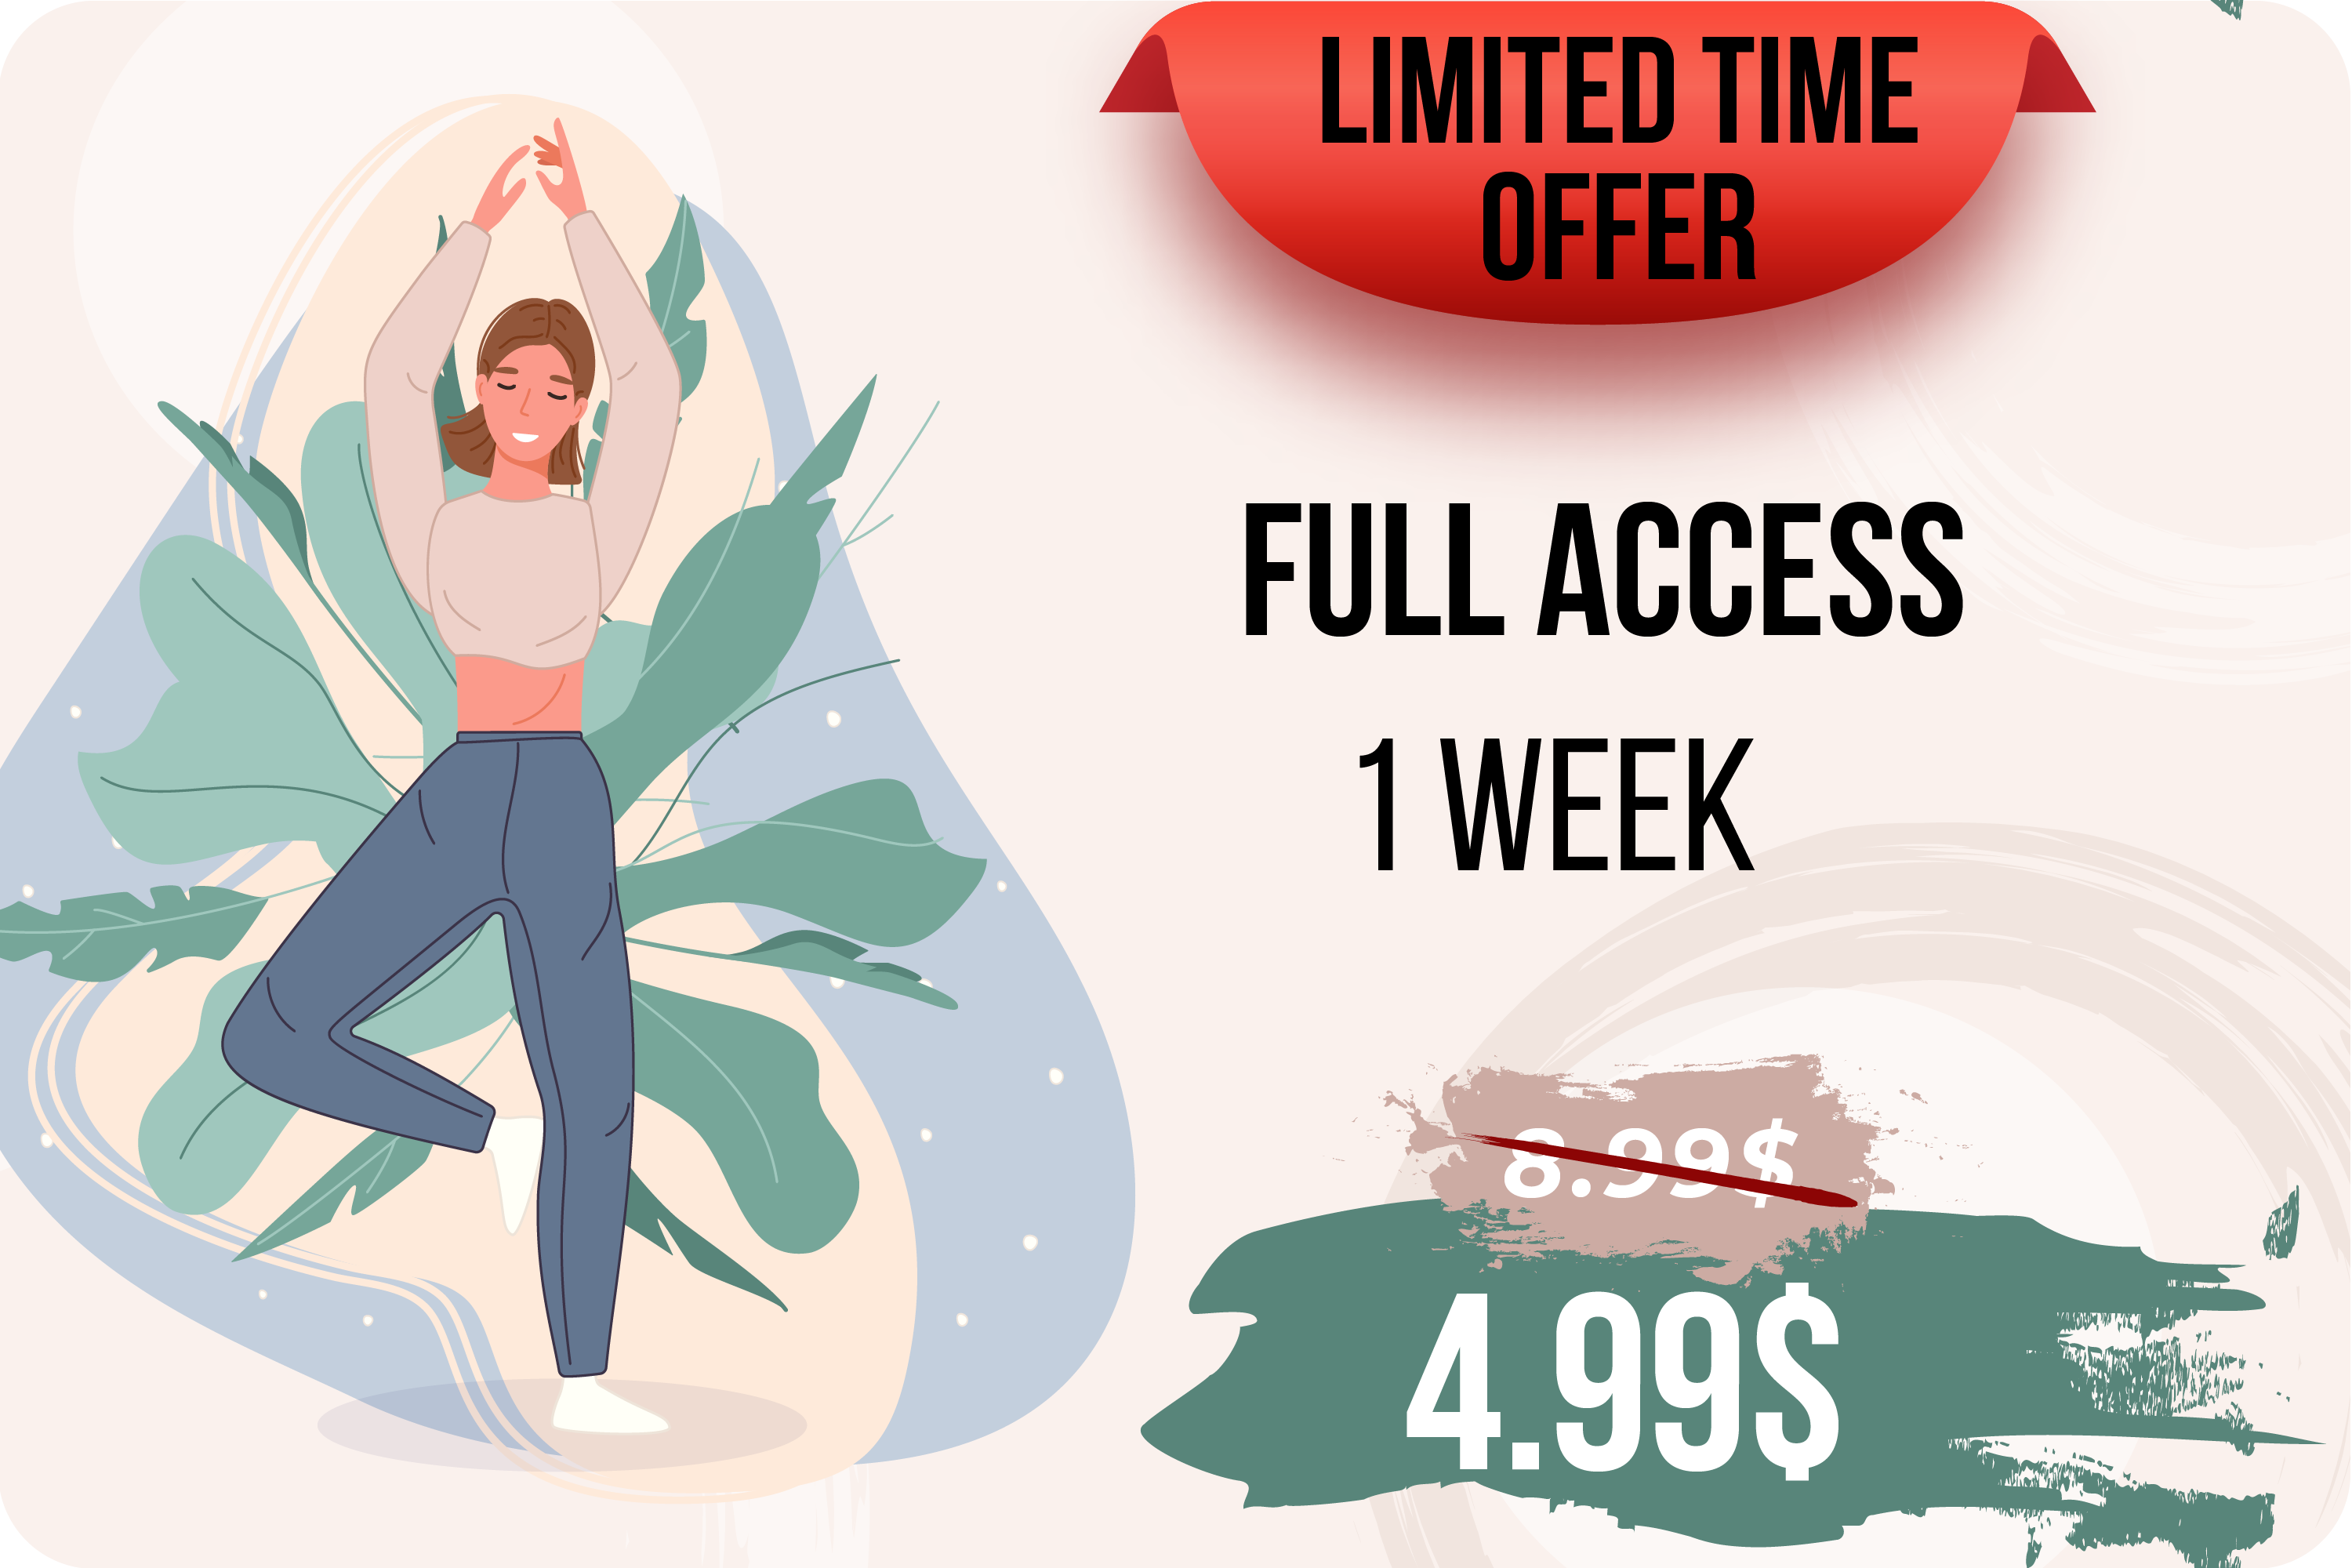 LIMITED TIME
OFFER
FULL ACCESS
1 WEEK
8.99$
4.99$